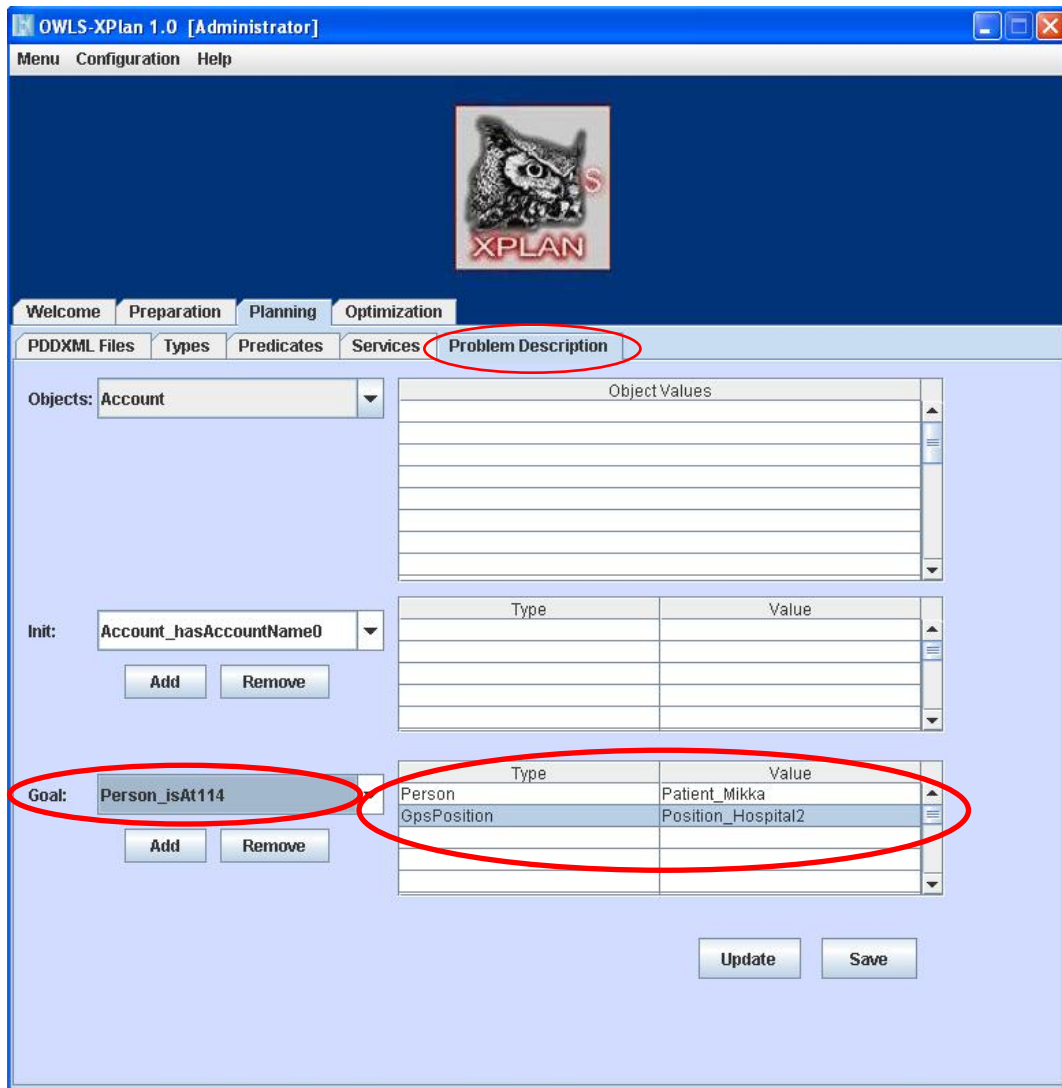 OWLS-XPlan 1.0 [Administrator]
Menu Configuration Help
S
XPLAN
Welcome Preparation Planning Optimization
PDDXML Files Types Predicates Services Problem Description
Objects: Account
Object Values
Init: Account_hasAccountName0
Type Value
Add Remove
Goal: Person_isAt114
Type Value
Person Patient_Mikka
GpsPosition Position_Hospital2
Add Remove
Update Save